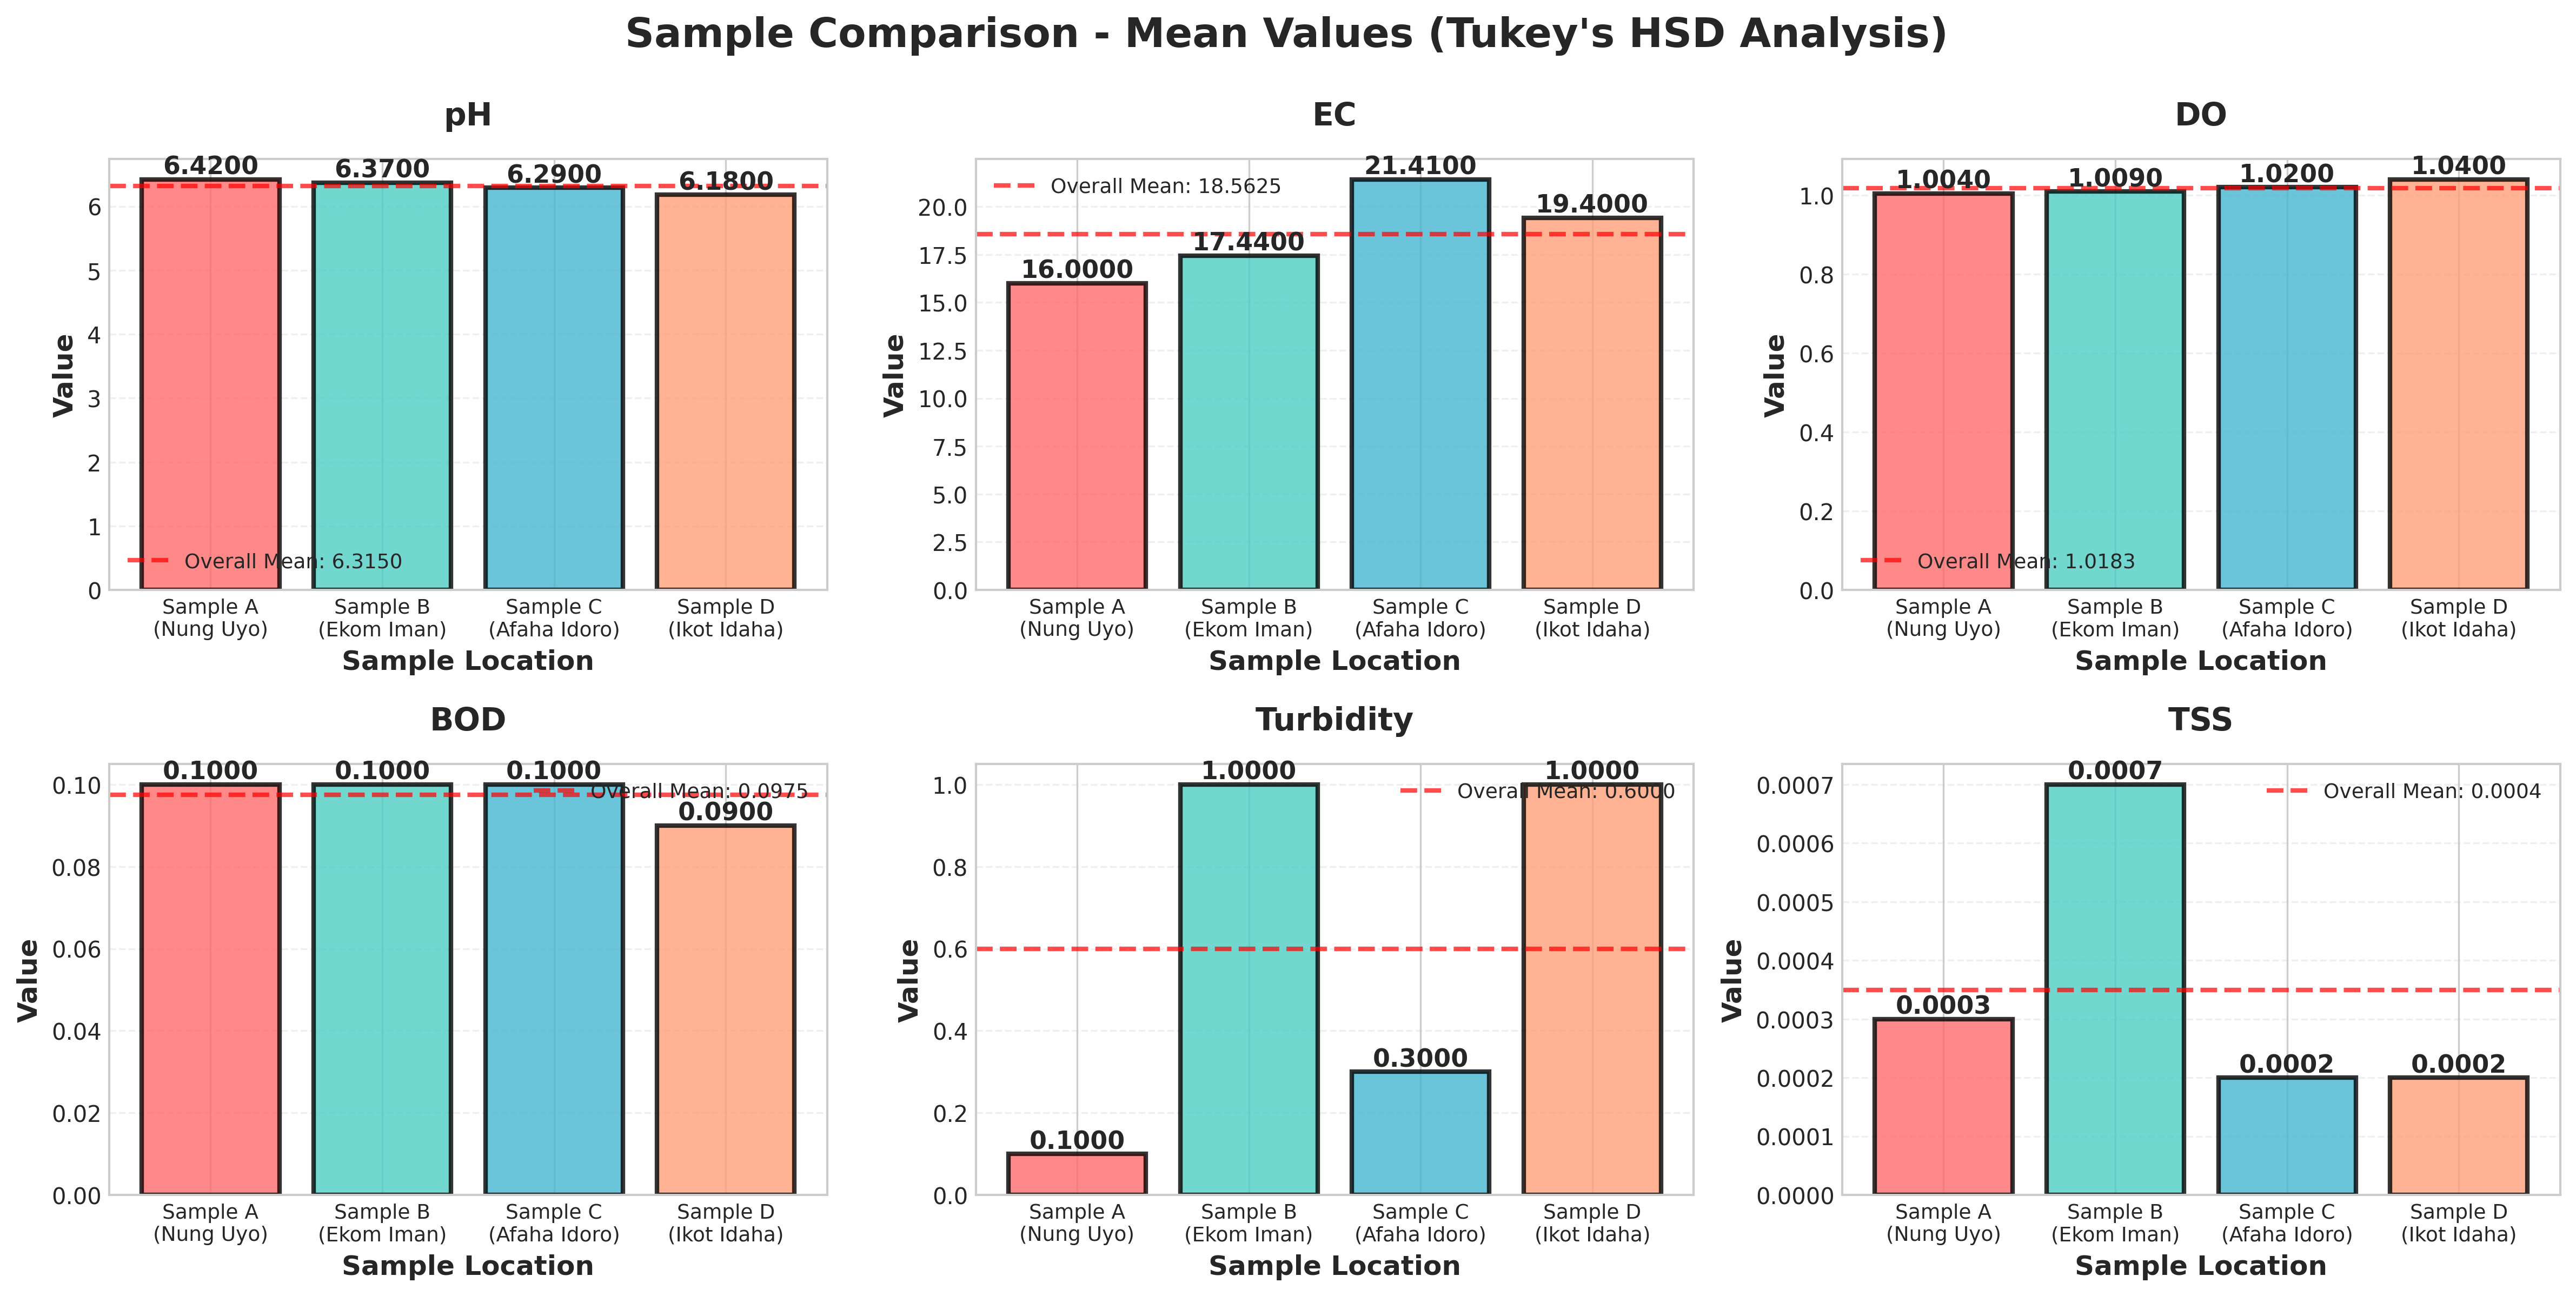 Sample Comparison - Mean Values (Tukey's HSD Analysis)
pH
6.4200
6.3700
6.2900
6.1800
6
5
4
3
2
1
0
Value
Overall Mean: 6.3150
Sample A
(Nung Uyo)
Sample B
(Ekom Iman)
Sample C
(Afaha Idoro)
Sample D
(Ikot Idaha)
Sample Location
EC
Overall Mean: 18.5625
16.0000
17.4400
21.4100
19.4000
20.0
17.5
15.0
12.5
10.0
7.5
5.0
2.5
0.0
Value
Sample A
(Nung Uyo)
Sample B
(Ekom Iman)
Sample C
(Afaha Idoro)
Sample D
(Ikot Idaha)
Sample Location
DO
1.0040
1.0090
1.0200
1.0400
1.0
0.8
0.6
0.4
0.2
0.0
Value
Overall Mean: 1.0183
Sample A
(Nung Uyo)
Sample B
(Ekom Iman)
Sample C
(Afaha Idoro)
Sample D
(Ikot Idaha)
Sample Location
BOD
0.1000
0.1000
0.1000
0.0900
Overall Mean: 0.0975
0.10
0.08
0.06
0.04
0.02
0.00
Value
Sample A
(Nung Uyo)
Sample B
(Ekom Iman)
Sample C
(Afaha Idoro)
Sample D
(Ikot Idaha)
Sample Location
Turbidity
0.1000
1.0000
0.3000
1.0000
Overall Mean: 0.6000
1.0
0.8
0.6
0.4
0.2
0.0
Value
Sample A
(Nung Uyo)
Sample B
(Ekom Iman)
Sample C
(Afaha Idoro)
Sample D
(Ikot Idaha)
Sample Location
TSS
0.0003
0.0007
0.0002
0.0002
Overall Mean: 0.0004
0.0007
0.0006
0.0005
0.0004
0.0003
0.0002
0.0001
0.0000
Value
Sample A
(Nung Uyo)
Sample B
(Ekom Iman)
Sample C
(Afaha Idoro)
Sample D
(Ikot Idaha)
Sample Location